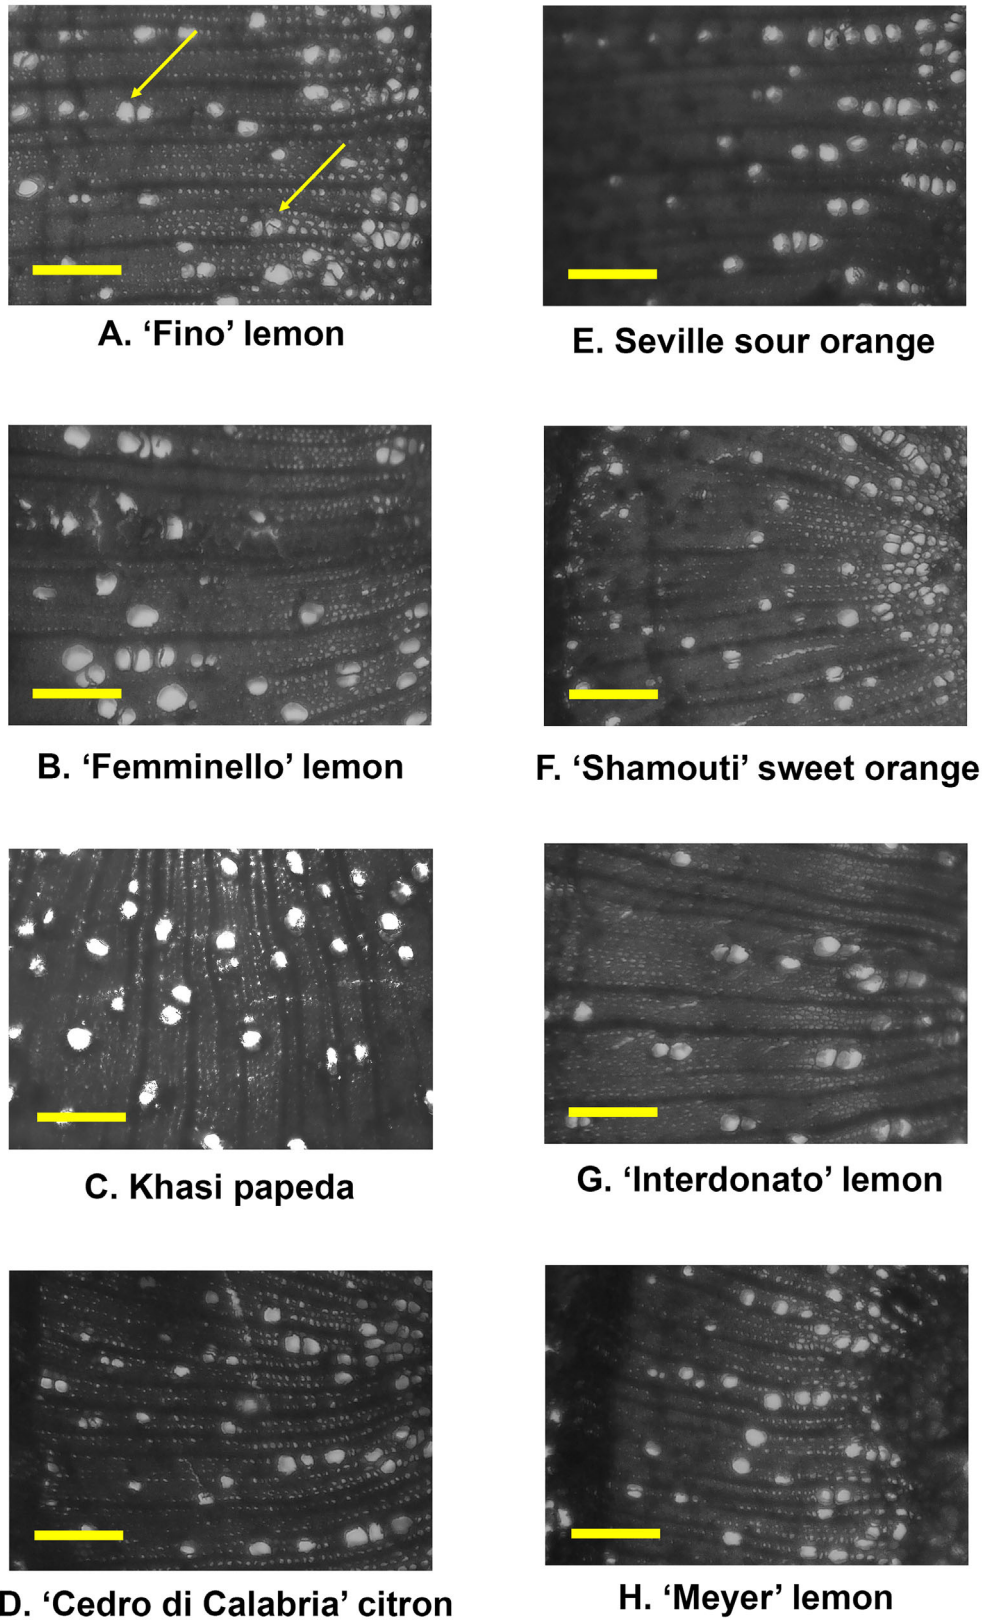 A. ‘Fino’ lemon
E. Seville sour orange
B. ‘Femminello’ lemon
F. ‘Shamouti’ sweet orange
C. Khasi papeda
G. ‘Interdonato’ lemon
D. ‘Cedro di Calabria’ citron
H. ‘Meyer’ lemon